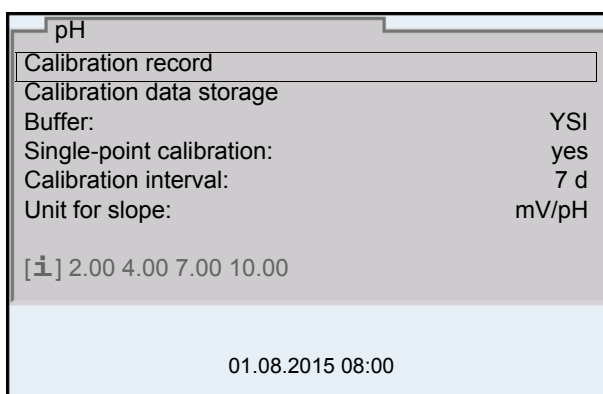 pH
Calibration record
Calibration data storage
Buffer: YSI
Single-point calibration: yes
Calibration interval: 7 d
Unit for slope: mV/pH
[i] 2.00 4.00 7.00 10.00
01.08.2015 08:00